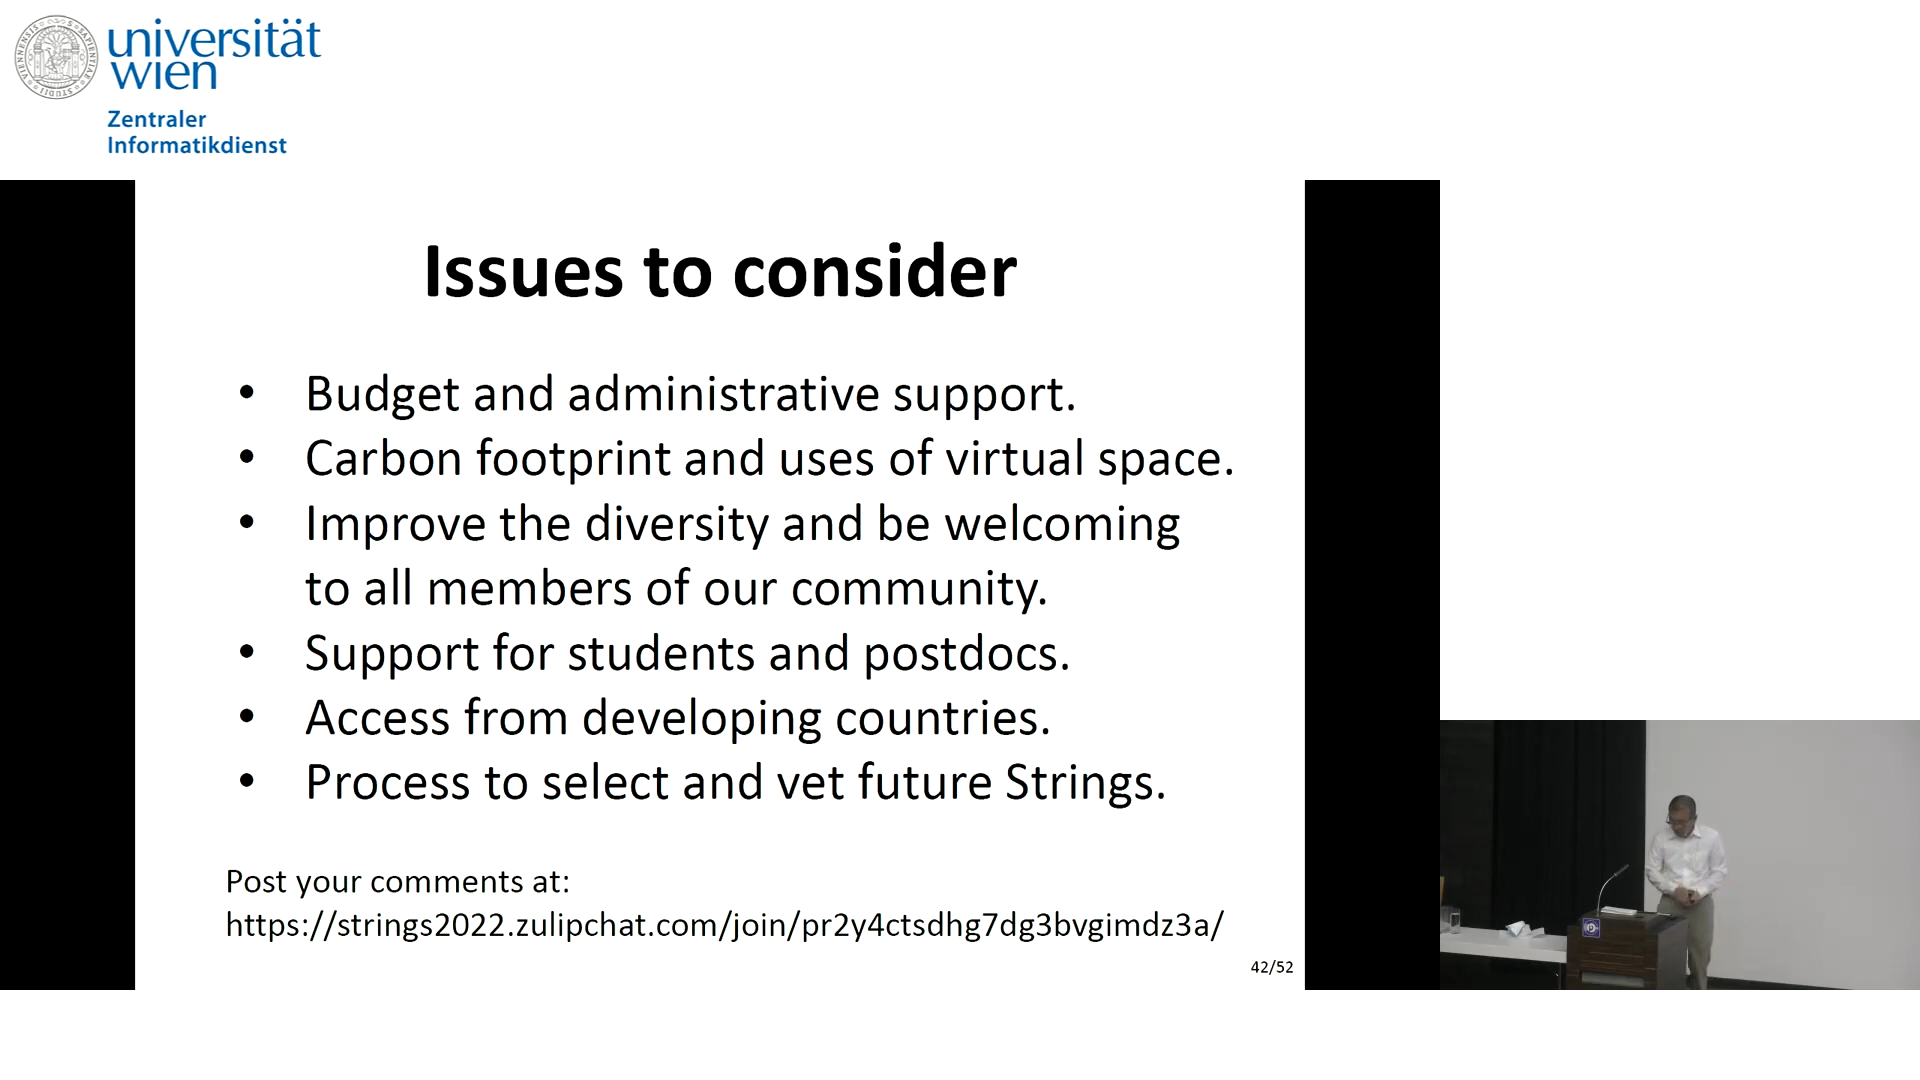 universität
wien
Zentraler
Informatikdienst
Issues to consider
• Budget and administrative support.
• Carbon footprint and uses of virtual space.
• Improve the diversity and be welcoming
to all members of our community.
• Support for students and postdocs.
• Access from developing countries.
• Process to select and vet future Strings.
Post your comments at:
https://strings2022.zulipchat.com/join/pr2y4ctsdhg7dg3bvgimdz3a/
42/52